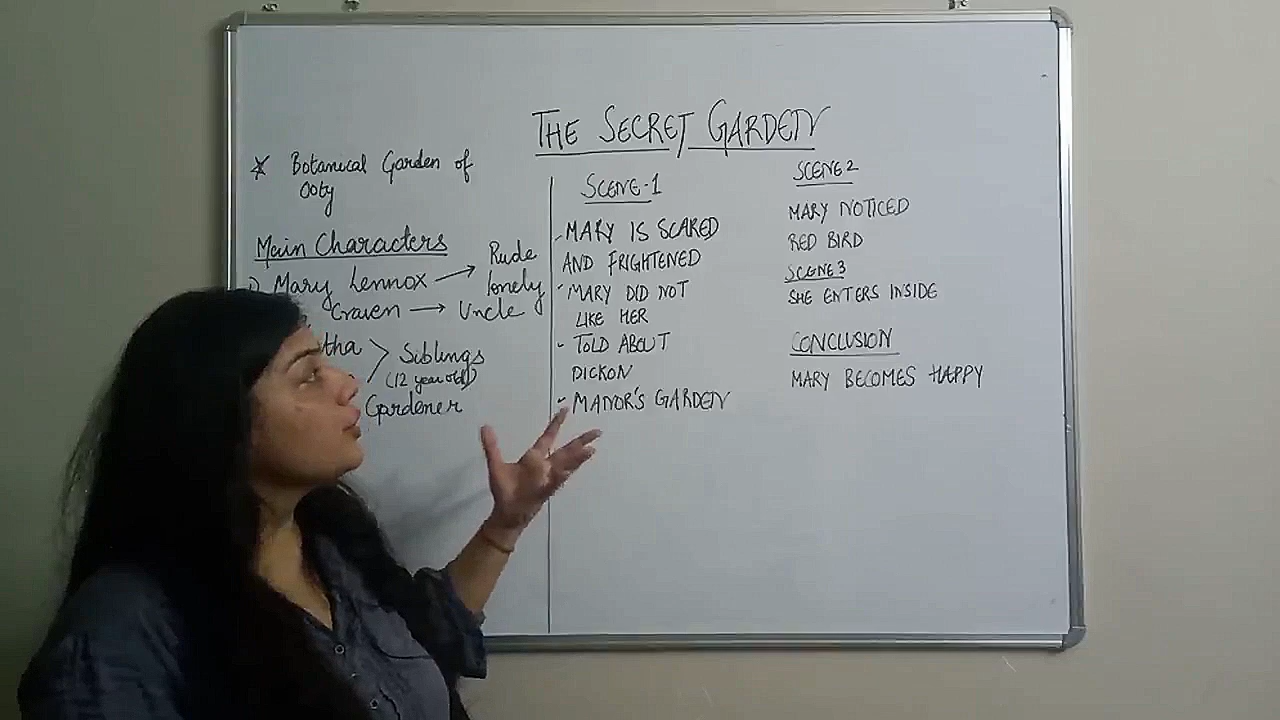 THE SECRET GARDEN
* Botanical Garden of
Ooty
Main Characters
1) Mary Lennox → Rude
lonely
Craven → Uncle
Siblings
(12 year old)
Gardener
SCENE-1
- MARY IS SCARED
AND FRIGHTENED
- MARY DID NOT
LIKE HER
- TOLD ABOUT
DICKON
- MANOR'S GARDEN
SCENE 2
MARY NOTICED
RED BIRD
SCENE 3
SHE ENTERS INSIDE
CONCLUSION
MARY BECOMES HAPPY